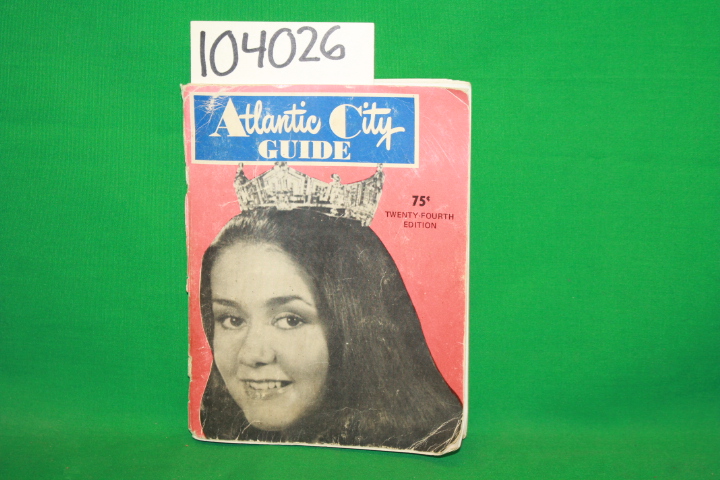 104026
Atlantic City
GUIDE
75¢
TWENTY-FOURTH
EDITION